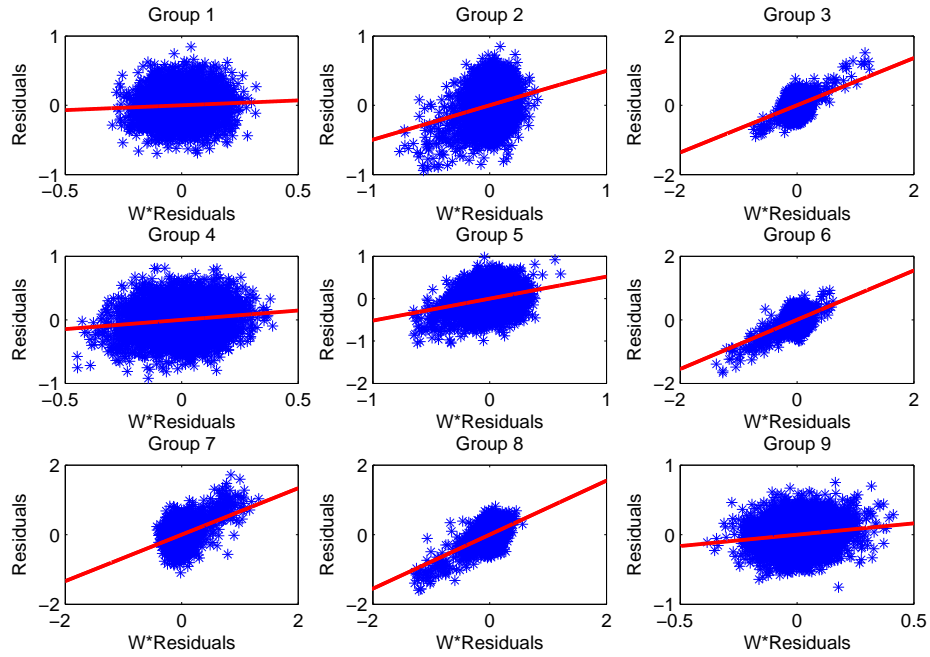 Group 1
Group 2
Group 3
1
0
−1
Residuals
−0.5
0
0.5
W*Residuals
1
0
−1
Residuals
−1
0
1
W*Residuals
2
0
−2
Residuals
−2
0
2
W*Residuals
Group 4
Group 5
Group 6
1
0
−1
Residuals
−0.5
0
0.5
W*Residuals
1
0
−1
−2
Residuals
−1
0
1
W*Residuals
2
0
−2
Residuals
−2
0
2
W*Residuals
Group 7
Group 8
Group 9
2
0
−2
Residuals
−2
0
2
W*Residuals
2
0
−2
Residuals
−2
0
2
W*Residuals
1
0
−1
Residuals
−0.5
0
0.5
W*Residuals